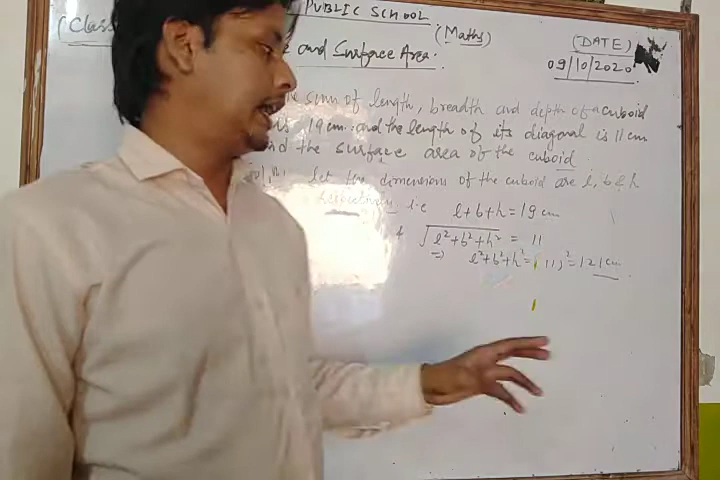 PUBLIC SCHOOL
(Class (Maths) (DATE)
and Surface Area: 09/10/2020
sum of length, breadth and depth of a cuboid
is 19 cm and the length of its diagonal is 11 cm
the surface area of the cuboid.
Let the dimensions of the cuboid are l, b & h
respectively i.e l+b+h = 19 cm
√l²+b²+h² = 11
=> l²+b²+h² = (11)² = 121 cm